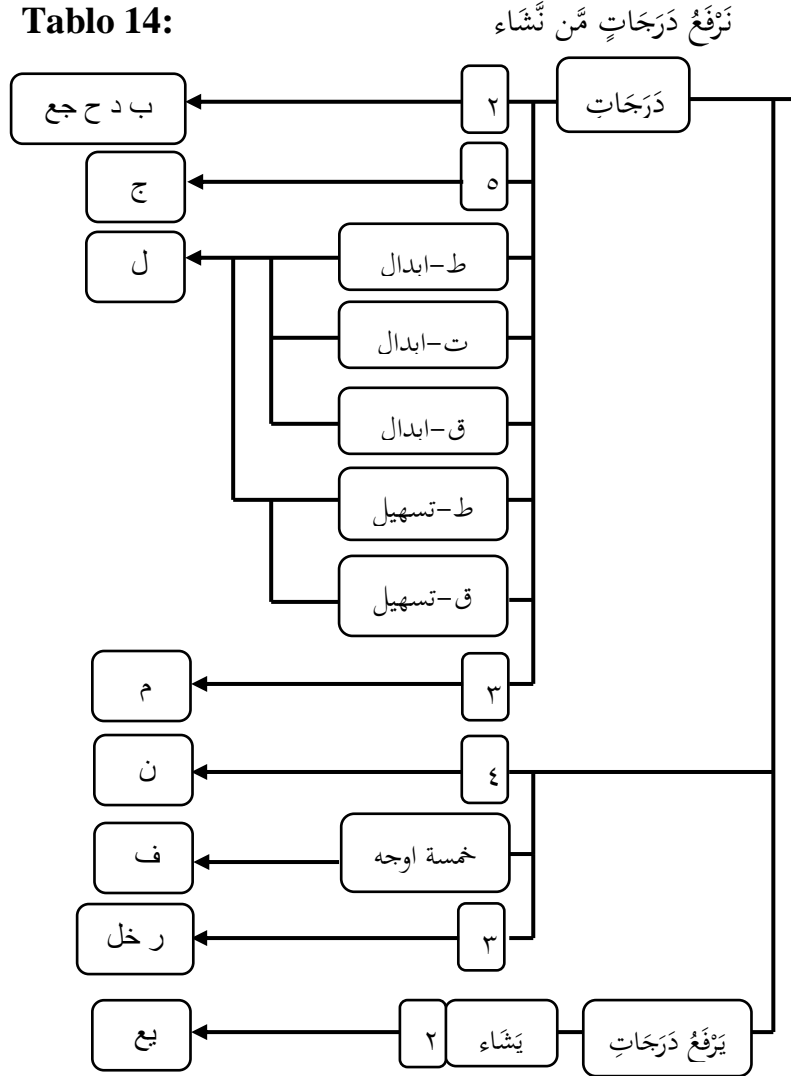 Tablo 14: نَرْفَعُ دَرَجَاتٍ مَّن نَّشَاء
دَرَجَاتِ ٢ ب د ح جع
٥ ج
ط–ابدال ل
ت–ابدال
ق–ابدال
ط–تسهيل
ق–تسهيل
٣ م
٤ ن
خمسة اوجه ف
٣ ر خل
يَرْفَعُ دَرَجَاتِ يَشَاء ٢ يع